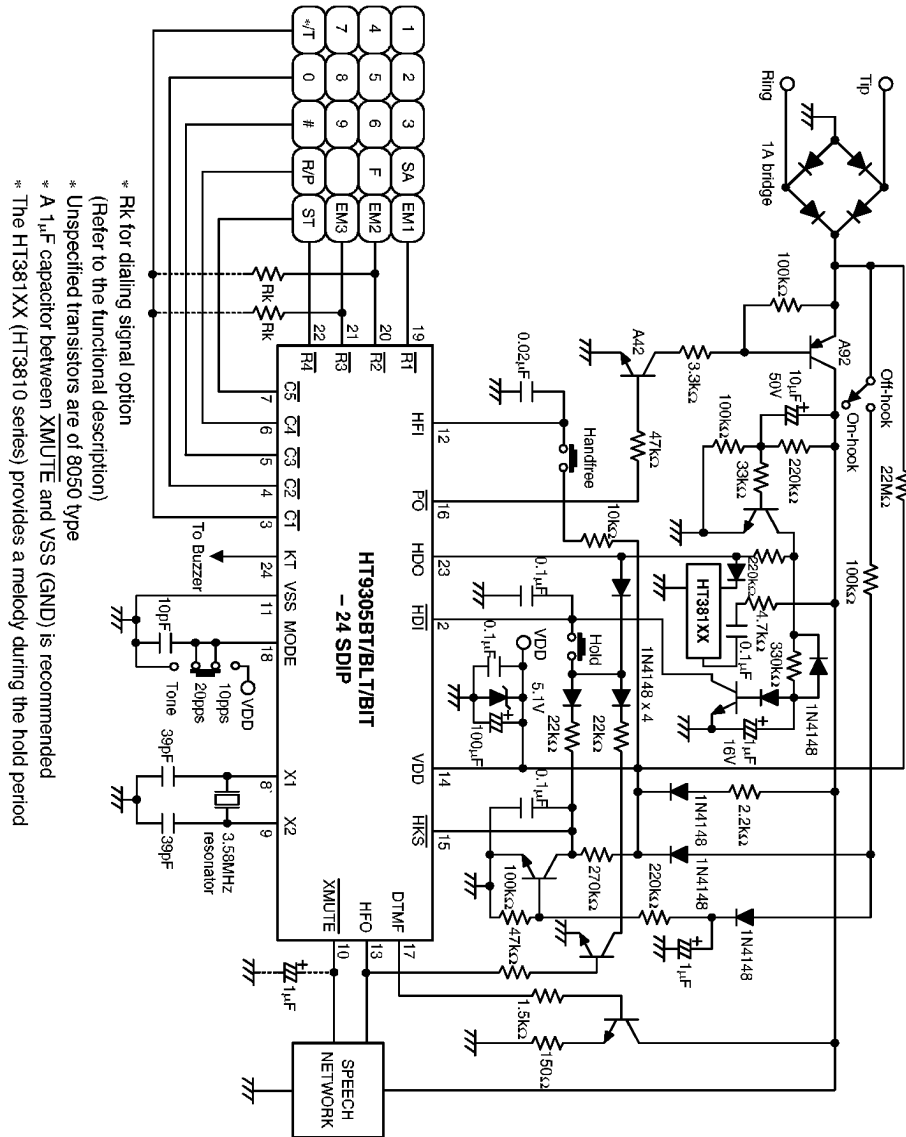 Tip
Ring
1A bridge
Off-hook
On-hook
22MΩ
100kΩ
A92
100kΩ
10μF
50V
3.3kΩ
A42
47kΩ
100kΩ
220kΩ
33kΩ
220kΩ
HT381XX
4.7kΩ
0.1μF
330kΩ
1N4148
1μF
16V
0.02μF
Handfree
10kΩ
0.1μF
Hold
1N4148 x 4
0.1μF
VDD
5.1V
100μF
22kΩ
22kΩ
0.1μF
2.2kΩ
1N4148
1N4148
270kΩ
220kΩ
1N4148
100kΩ
47kΩ
1μF
1.5kΩ
150Ω
1 2 3 SA EM1
4 5 6 F EM2
7 8 9 EM3
*/T 0 # R/P ST
Rk
Rk
19 20 21 22
R1 R2 R3 R4
HFI 12
PO 16
HDO 23
HDI 2
VDD 14
HKS 15
DTMF 17
HFO 13
XMUTE 10
HT9305BT/BLT/BIT
– 24 SDIP
C5 C4 C3 C2 C1 KT VSS MODE X1 X2
7 6 5 4 3 24 11 18 8` 9
To Buzzer
10pF
Tone
20pps
10pps
VDD
39pF
39pF
3.58MHz
resonator
1μF
SPEECH
NETWORK
* Rk for dialing signal option
(Refer to the functional description)
* Unspecified transistors are of 8050 type
* A 1μF capacitor between XMUTE and VSS (GND) is recommended
* The HT381XX (HT3810 series) provides a melody during the hold period